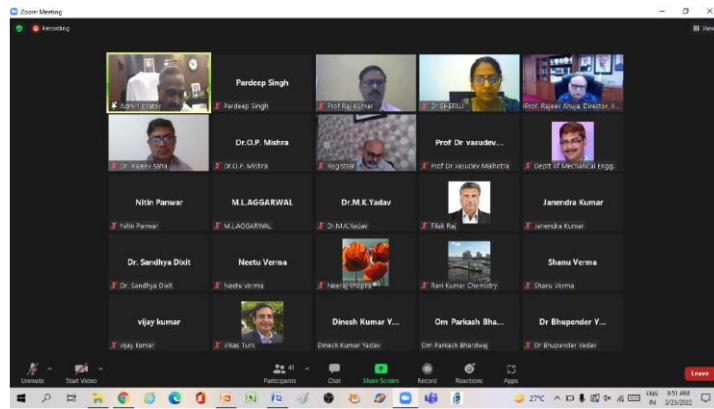 Zoom Meeting
Recording
View
Administrator
Pardeep Singh
Pardeep Singh
Prof Raj Kumar
Dr SHEFALI
Prof. Rajeev Ahuja, Director, II...
Dr. Rajeev Saha
Dr.O.P. Mishra
Dr.O.P. Mishra
Registrar
Prof Dr vasudev...
Prof Dr vasudev Malhotra
Deptt of Mechanical Engg.
Nitin Panwar
Nitin Panwar
M.L.AGGARWAL
M.L.AGGARWAL
Dr.M.K.Yadav
Dr.M.K.Yadav
Tilak Raj
Janendra Kumar
Janendra Kumar
Dr. Sandhya Dixit
Dr. Sandhya Dixit
Neetu Verma
Neetu Verma
Neeraj chopra
Ravi Kumar Chemistry
Shanu Verma
Shanu Verma
vijay kumar
vijay kumar
Vikas Turk
Dinesh Kumar Y...
Dinesh Kumar Yadav
Om Parkash Bha...
Om Parkash Bhardwaj
Dr Bhupender Y...
Dr Bhupender Yadav
Unmute
Start Video
41
Participants
Chat
Share Screen
Record
Reactions
Apps
Leave
27°C
ENG
IN
9:51 AM
5/23/2022